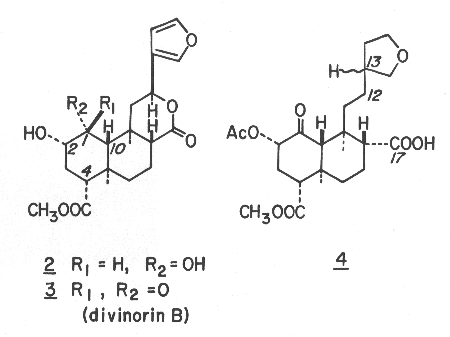 O
R2
R1
H
O
HO
2
10
H
O
4
CH3OOC
2 R1 = H, R2 = OH
3 R1, R2 = O
(divinorin B)
O
H
13
12
O
AcO
H
H
COOH
17
CH3OOC
4